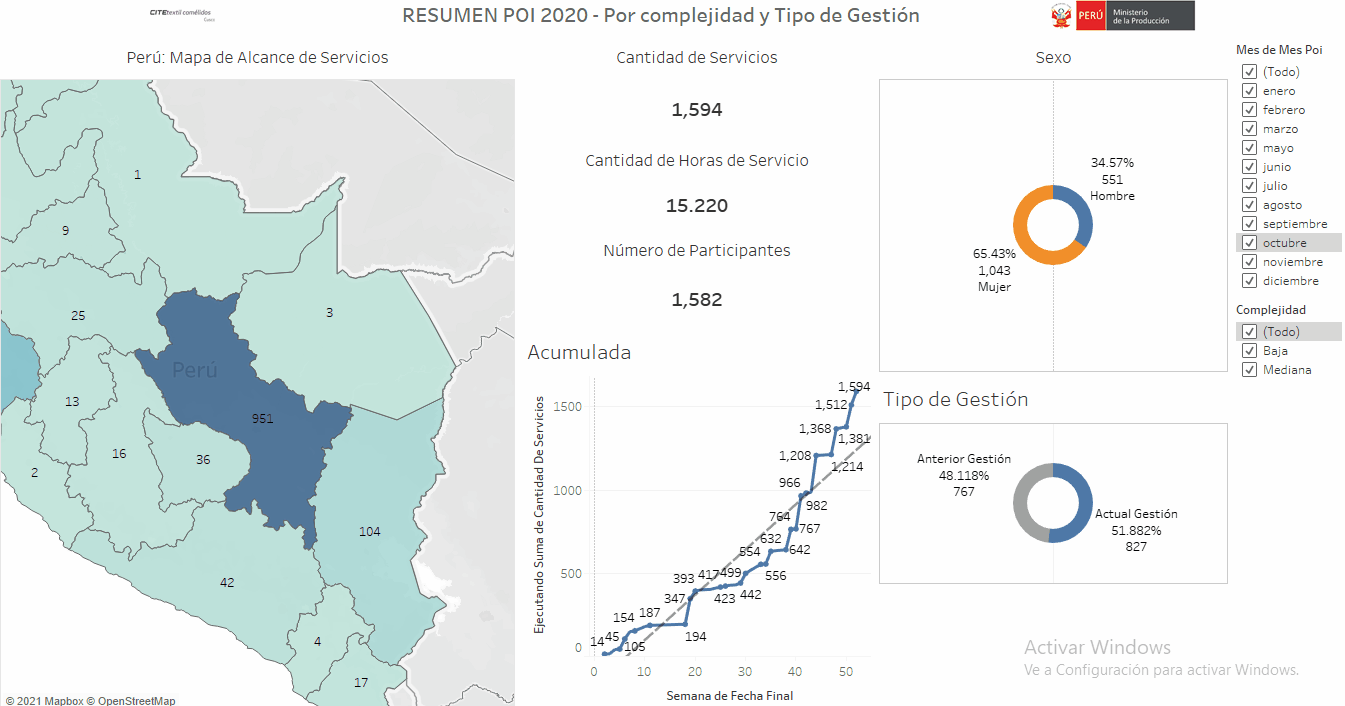 CITEtextil camélidos
Cusco
RESUMEN POI 2020 - Por complejidad y Tipo de Gestión
PERÚ
Ministerio
de la Producción
Perú: Mapa de Alcance de Servicios
1
9
3
25
Perú
13
951
16
36
2
104
42
4
17
© 2021 Mapbox © OpenStreetMap
Cantidad de Servicios
1,594
Cantidad de Horas de Servicio
15.220
Número de Participantes
1,582
Acumulada
Ejecutando Suma de Cantidad De Servicios
1500
1000
500
0
1,594
1,512
1,368
1,381
1,208
1,214
966
982
764
767
632
642
554
556
499
442
417
423
393
347
187
194
154
105
45
14
0
10
20
30
40
50
Semana de Fecha Final
Sexo
34.57%
551
Hombre
65.43%
1,043
Mujer
Tipo de Gestión
Anterior Gestión
48.118%
767
Actual Gestión
51.882%
827
Mes de Mes Poi
(Todo)
enero
febrero
marzo
mayo
junio
julio
agosto
septiembre
octubre
noviembre
diciembre
Complejidad
(Todo)
Baja
Mediana
Activar Windows
Ve a Configuración para activar Windows.